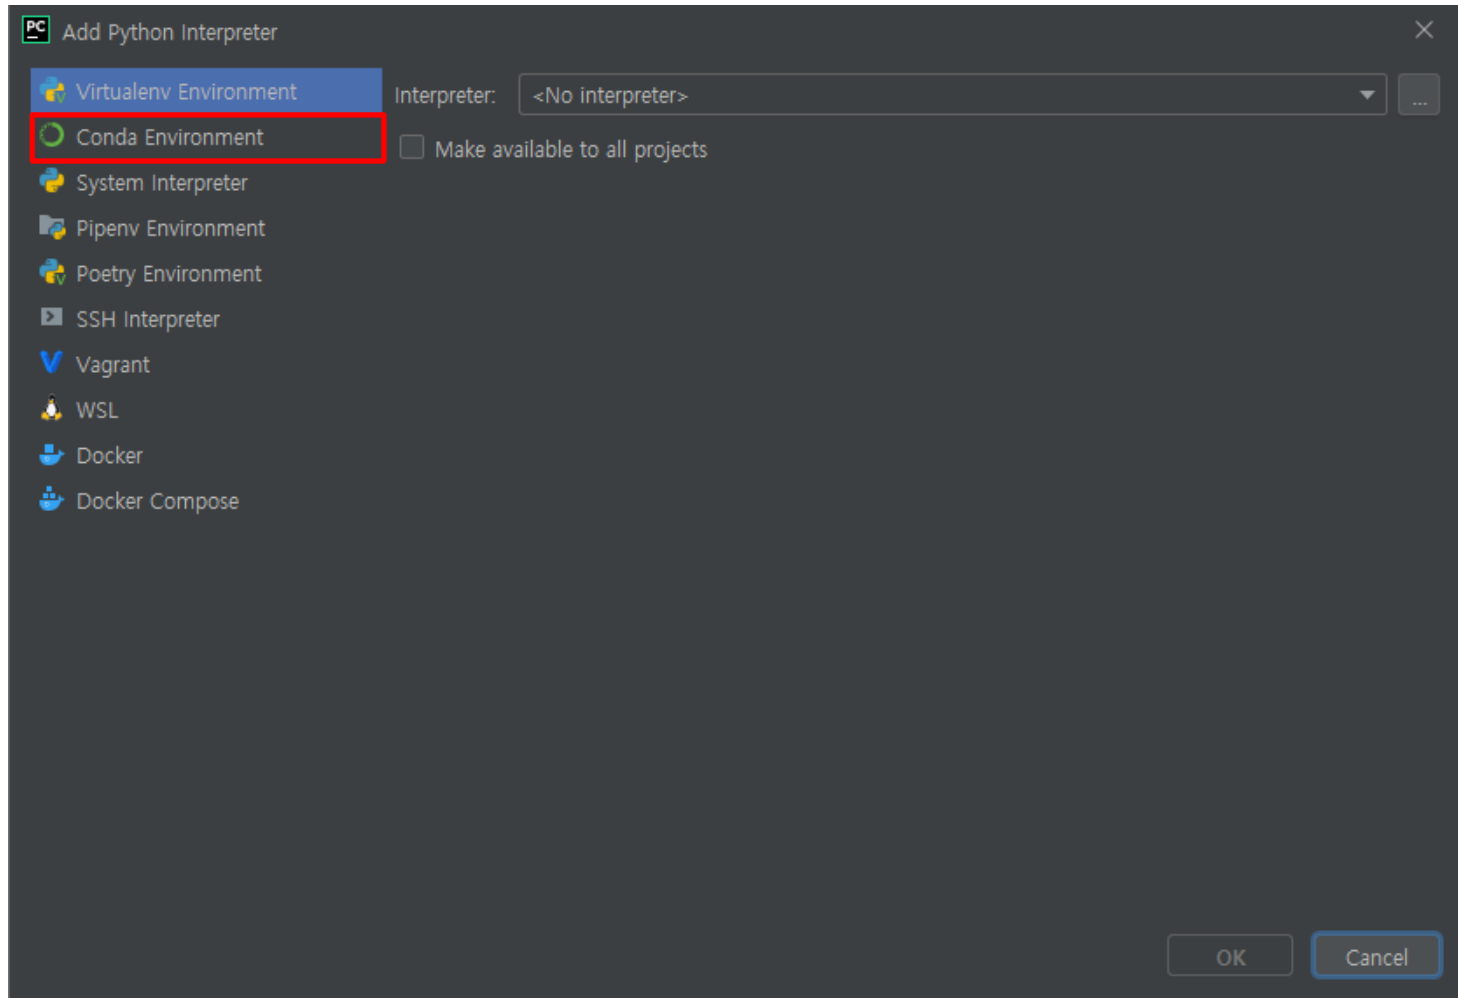 PC Add Python Interpreter
Virtualenv Environment
Conda Environment
System Interpreter
Pipenv Environment
Poetry Environment
SSH Interpreter
Vagrant
WSL
Docker
Docker Compose
Interpreter: <No interpreter> ...
Make available to all projects
OK Cancel